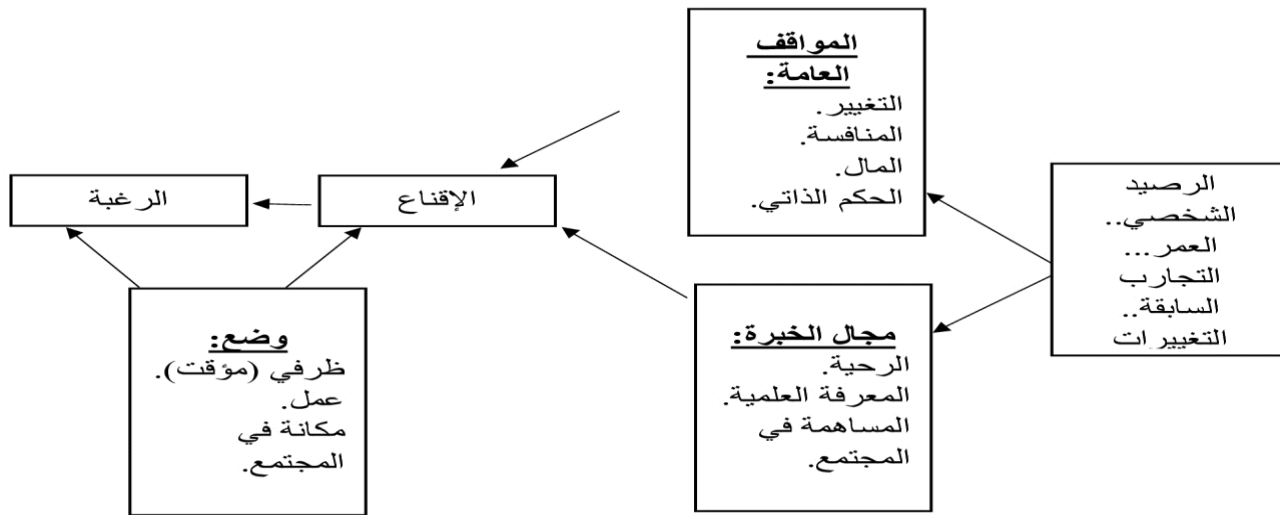 المواقف
العامة:
التغيير.
المنافسة.
المال.
الحكم الذاتي.
الرصيد
الشخصي..
العمر...
التجارب
السابقة..
التغييرات
الإقناع
الرغبة
مجال الخبرة:
الرحية.
المعرفة العلمية.
المساهمة في
المجتمع.
وضع:
ظرفي (مؤقت).
عمل.
مكانة في
المجتمع.